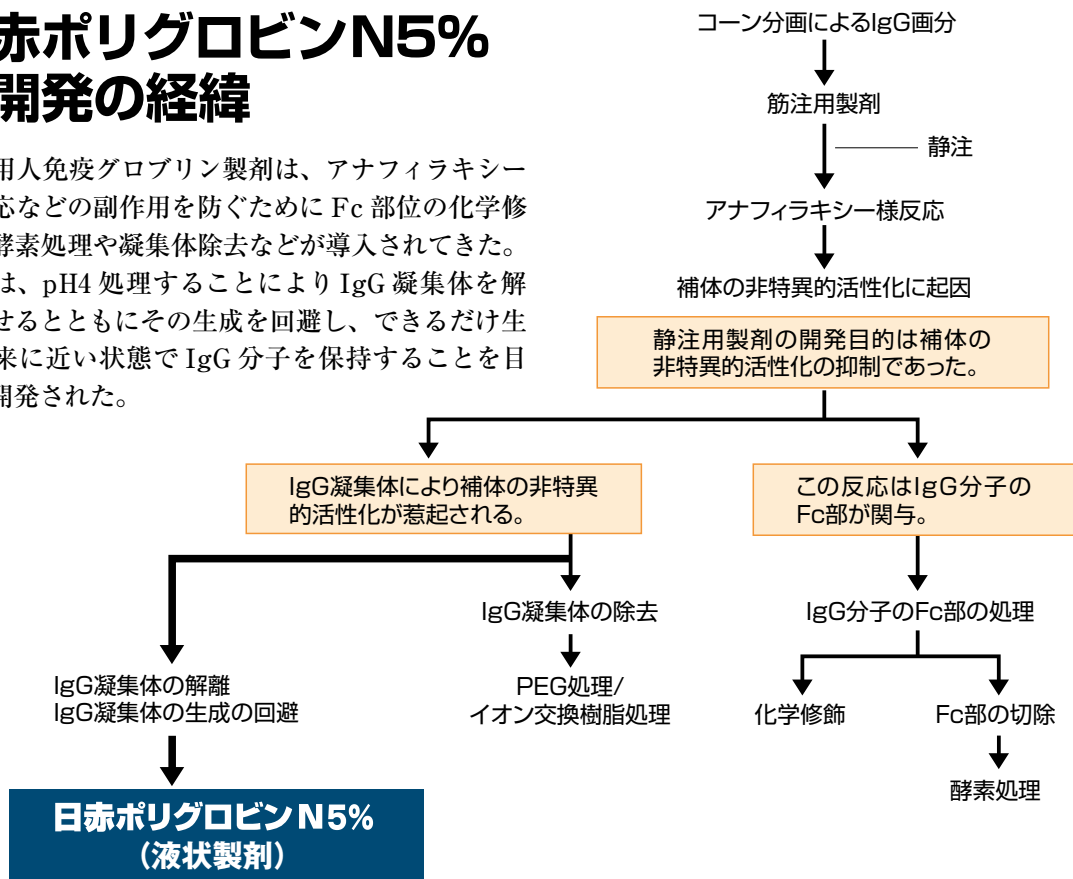 赤ポリグロビンN5%
開発の経緯
用人免疫グロブリン製剤は、アナフィラキシー
応などの副作用を防ぐために Fc 部位の化学修
酵素処理や凝集体除去などが導入されてきた。
は、pH4 処理することにより IgG 凝集体を解
せるとともにその生成を回避し、できるだけ生
来に近い状態で IgG 分子を保持することを目
開発された。
コーン分画によるIgG画分
筋注用製剤
静注
アナフィラキシー様反応
補体の非特異的活性化に起因
静注用製剤の開発目的は補体の
非特異的活性化の抑制であった。
IgG凝集体により補体の非特異
的活性化が惹起される。
この反応はIgG分子の
Fc部が関与。
IgG凝集体の除去
IgG分子のFc部の処理
IgG凝集体の解離
IgG凝集体の生成の回避
PEG処理/
イオン交換樹脂処理
化学修飾
Fc部の切除
酵素処理
日赤ポリグロビンN5%
（液状製剤）